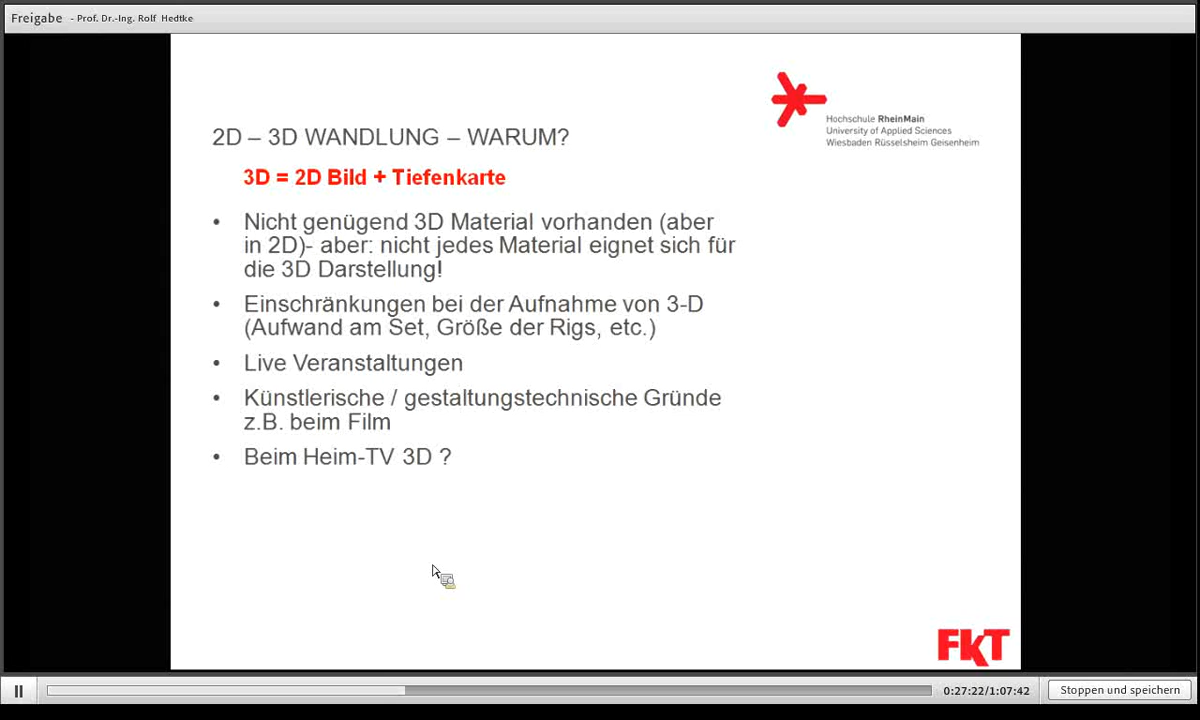 Freigabe - Prof. Dr.-Ing. Rolf Hedtke
Hochschule RheinMain
University of Applied Sciences
Wiesbaden Rüsselsheim Geisenheim
2D – 3D WANDLUNG – WARUM?
3D = 2D Bild + Tiefenkarte
• Nicht genügend 3D Material vorhanden (aber
in 2D)- aber: nicht jedes Material eignet sich für
die 3D Darstellung!
• Einschränkungen bei der Aufnahme von 3-D
(Aufwand am Set, Größe der Rigs, etc.)
• Live Veranstaltungen
• Künstlerische / gestaltungstechnische Gründe
z.B. beim Film
• Beim Heim-TV 3D ?
FKT
0:27:22/1:07:42
Stoppen und speichern